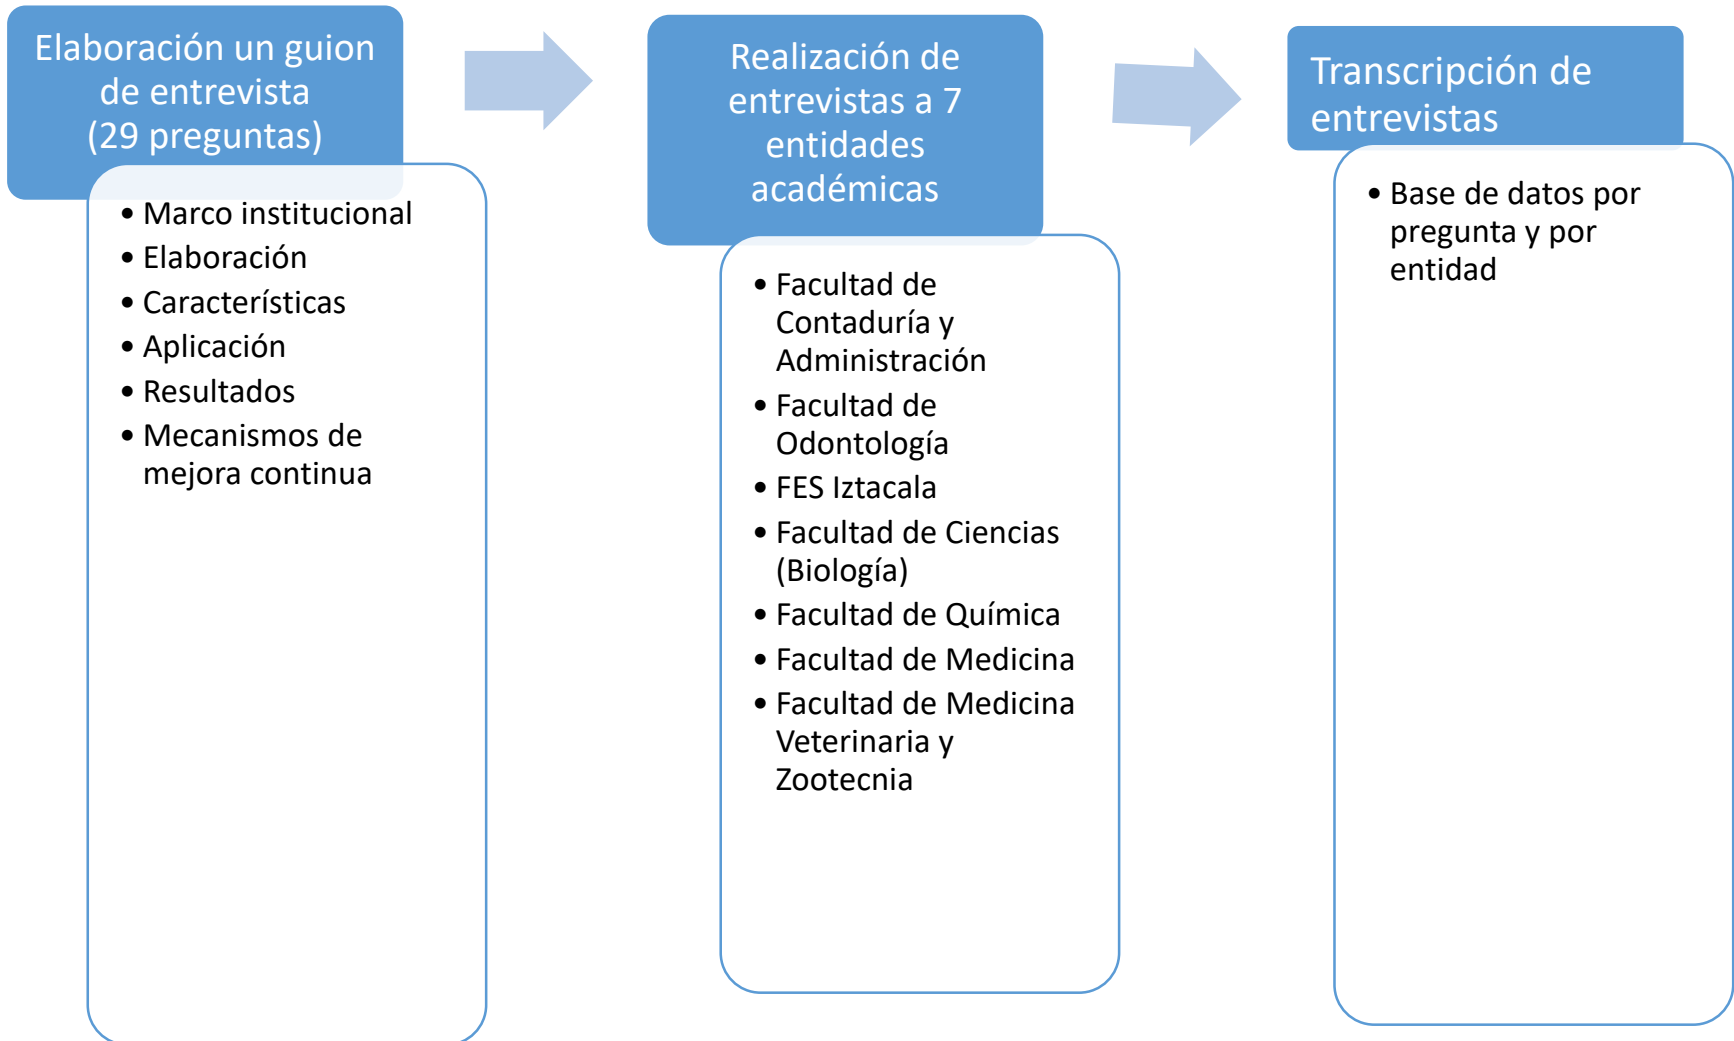 Elaboración un guion
de entrevista
(29 preguntas)
• Marco institucional
• Elaboración
• Características
• Aplicación
• Resultados
• Mecanismos de
mejora continua
Realización de
entrevistas a 7
entidades
académicas
• Facultad de
Contaduría y
Administración
• Facultad de
Odontología
• FES Iztacala
• Facultad de Ciencias
(Biología)
• Facultad de Química
• Facultad de Medicina
• Facultad de Medicina
Veterinaria y
Zootecnia
Transcripción de
entrevistas
• Base de datos por
pregunta y por
entidad